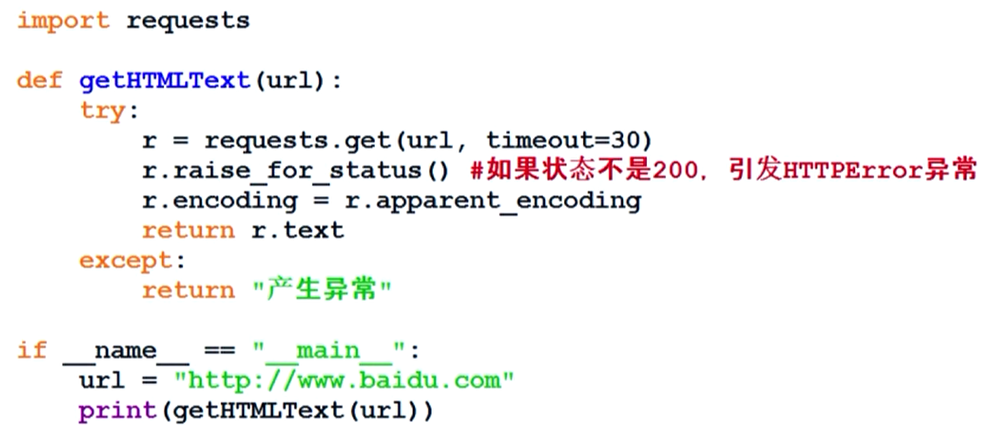 import requests
def getHTMLText(url):
    try:
        r = requests.get(url, timeout=30)
        r.raise_for_status() #如果状态不是200，引发HTTPError异常
        r.encoding = r.apparent_encoding
        return r.text
    except:
        return "产生异常"
if __name__ == "__main__":
    url = "http://www.baidu.com"
    print(getHTMLText(url))